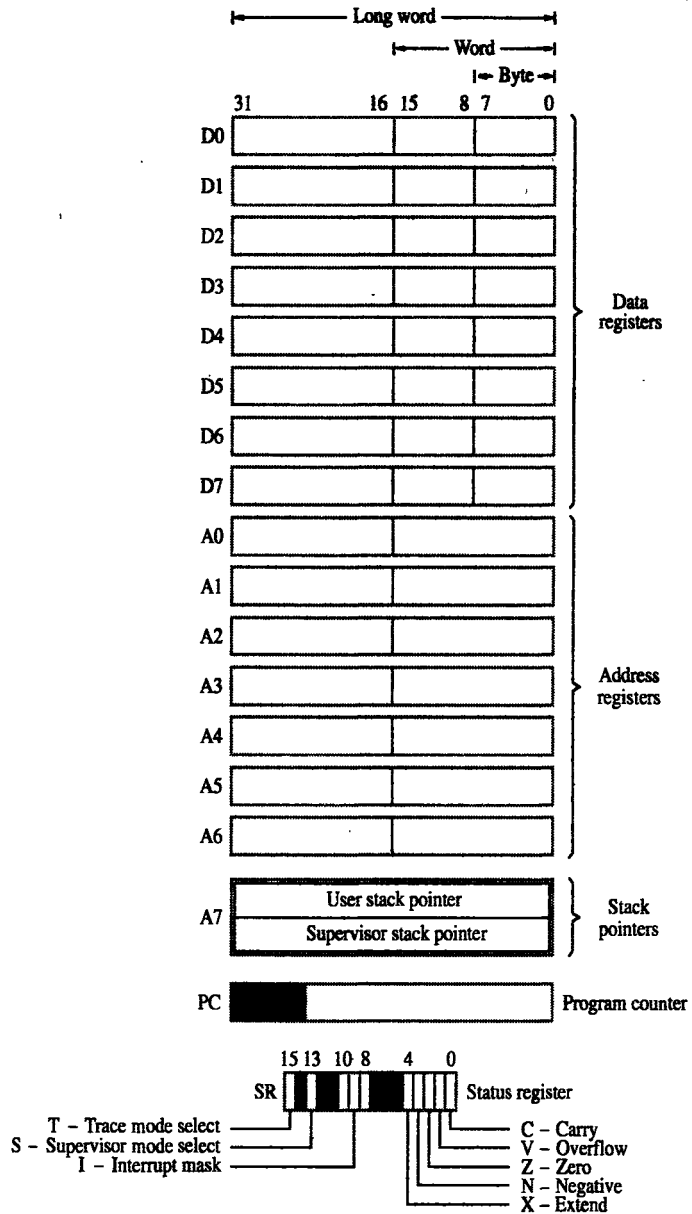 Long word
Word
Byte
31 16 15 8 7 0
D0
D1
D2
D3
D4
D5
D6
D7
Data
registers
A0
A1
A2
A3
A4
A5
A6
Address
registers
A7
User stack pointer
Supervisor stack pointer
Stack
pointers
PC
Program counter
15 13 10 8 4 0
SR
Status register
T – Trace mode select
S – Supervisor mode select
I – Interrupt mask
C – Carry
V – Overflow
Z – Zero
N – Negative
X – Extend